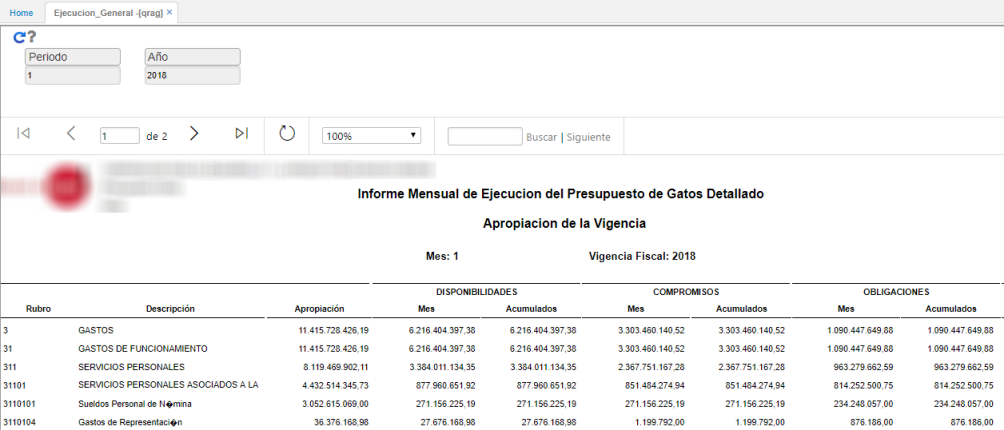 Home Ejecucion_General -[qrag] ×
Periodo Año
1 2018
1 de 2 100% Buscar | Siguiente
Informe Mensual de Ejecucion del Presupuesto de Gatos Detallado
Apropiacion de la Vigencia
Mes: 1 Vigencia Fiscal: 2018
DISPONIBILIDADES COMPROMISOS OBLIGACIONES
Rubro Descripción Apropiación Mes Acumulados Mes Acumulados Mes Acumulados
3 GASTOS 11.415.728.426,19 6.216.404.397,38 6.216.404.397,38 3.303.460.140,52 3.303.460.140,52 1.090.447.649,88 1.090.447.649,88
31 GASTOS DE FUNCIONAMIENTO 11.415.728.426,19 6.216.404.397,38 6.216.404.397,38 3.303.460.140,52 3.303.460.140,52 1.090.447.649,88 1.090.447.649,88
311 SERVICIOS PERSONALES 8.119.469.902,11 3.384.011.134,35 3.384.011.134,35 2.367.751.167,28 2.367.751.167,28 963.279.662,59 963.279.662,59
31101 SERVICIOS PERSONALES ASOCIADOS A LA 4.432.514.345,73 877.960.651,92 877.960.651,92 851.484.274,94 851.484.274,94 814.252.500,75 814.252.500,75
3110101 Sueldos Personal de N�mina 3.052.615.069,00 271.156.225,19 271.156.225,19 271.156.225,19 271.156.225,19 234.248.057,00 234.248.057,00
3110104 Gastos de Representaci�n 36.376.168,98 27.676.168,98 27.676.168,98 1.199.792,00 1.199.792,00 876.186,00 876.186,00